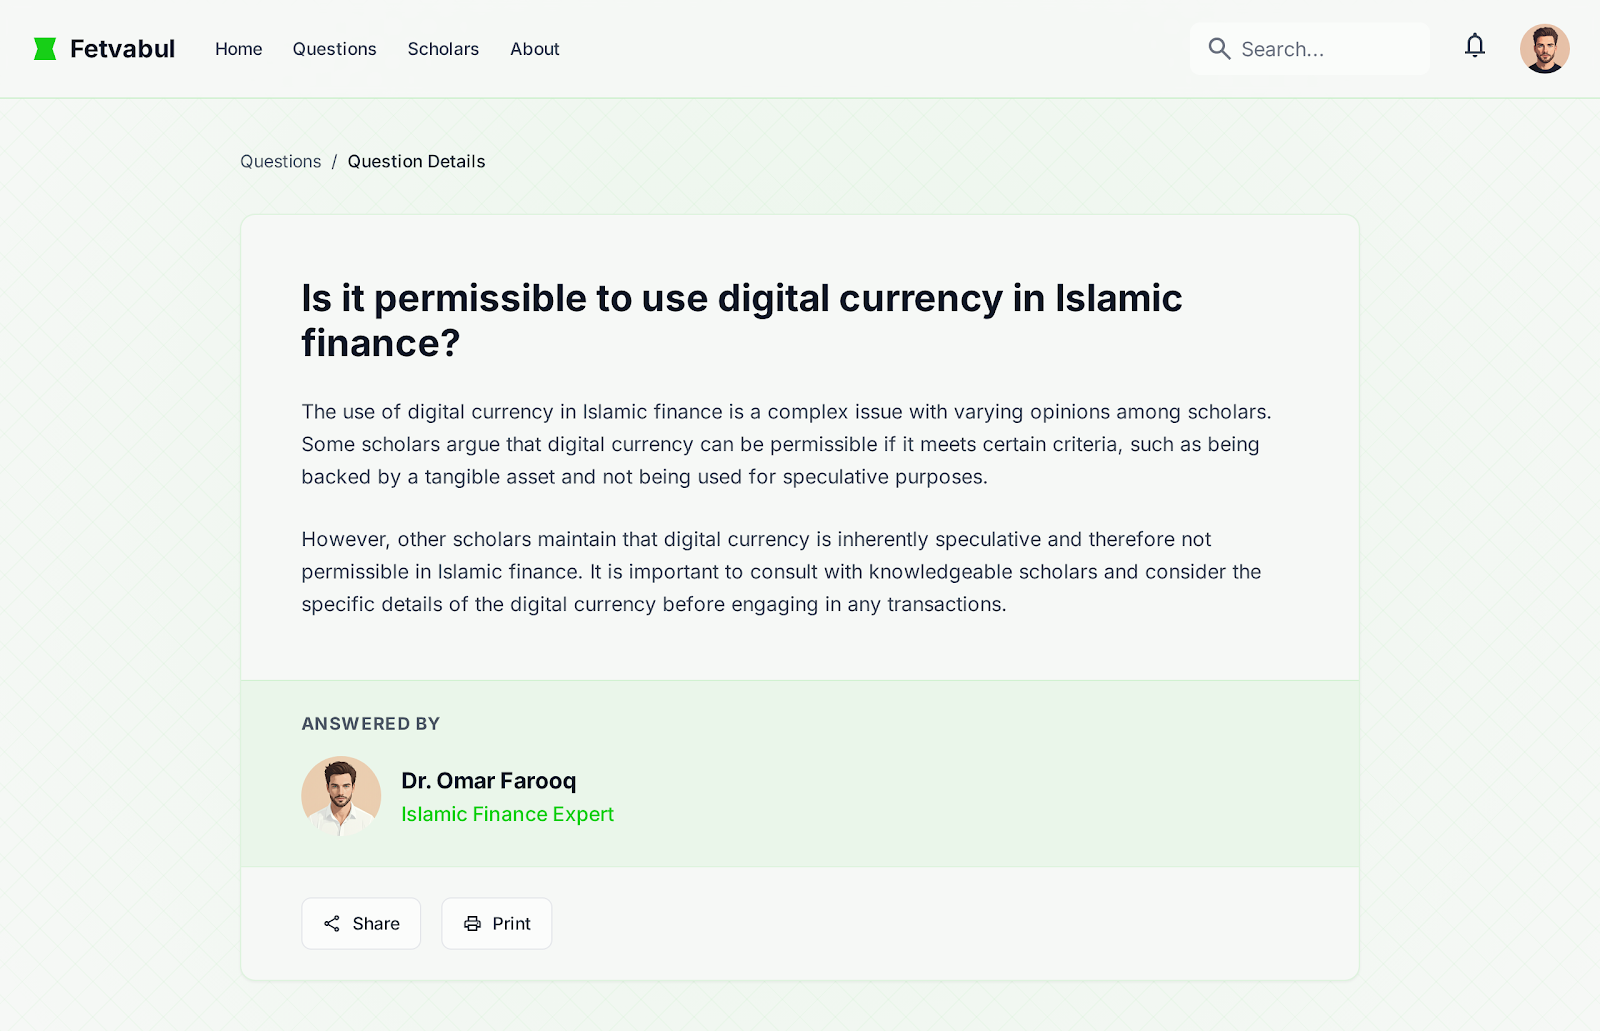 Fetvabul
Home
Questions
Scholars
About
Search...
Questions / Question Details
Is it permissible to use digital currency in Islamic
finance?
The use of digital currency in Islamic finance is a complex issue with varying opinions among scholars.
Some scholars argue that digital currency can be permissible if it meets certain criteria, such as being
backed by a tangible asset and not being used for speculative purposes.
However, other scholars maintain that digital currency is inherently speculative and therefore not
permissible in Islamic finance. It is important to consult with knowledgeable scholars and consider the
specific details of the digital currency before engaging in any transactions.
ANSWERED BY
Dr. Omar Farooq
Islamic Finance Expert
Share
Print